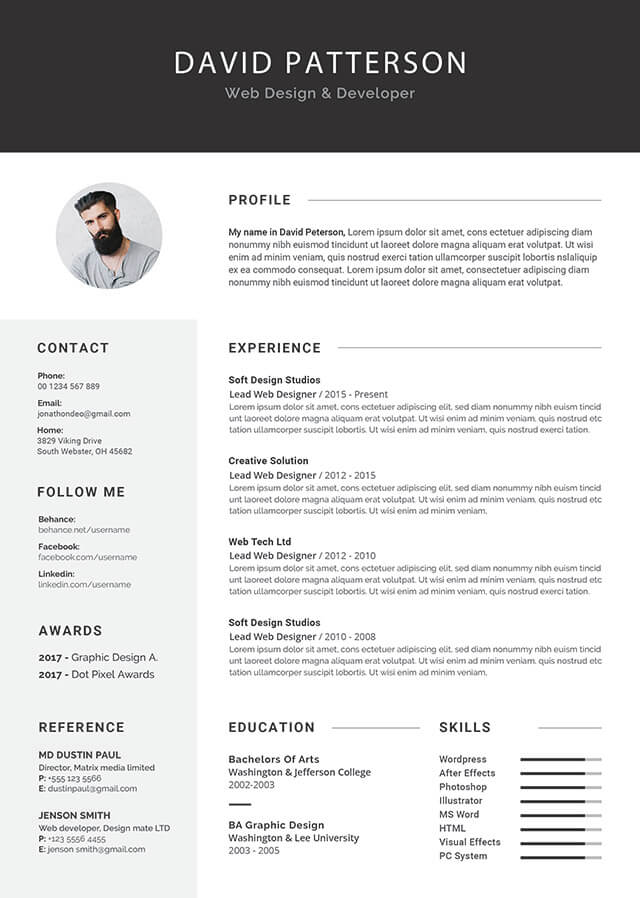 DAVID PATTERSON
Web Design & Developer
PROFILE
My name in David Peterson, Lorem ipsum dolor sit amet, cons ectetuer adipiscing diam
nonummy nibh euismod tincidunt ut laoreet dolore magna aliquam erat volutpat. Ut wisi
enim ad minim veniam, quis nostrud exerci tation ullamcorper suscipit lobortis nslaliquip
ex ea commodo consequat. Lorem ipsum dolor sit amet, consectetuer adipiscing elit, sed
diam nonummy nibh euismod tincidunt ut laoreet dolore magna aliquam erat volutpat.
CONTACT
Phone:
00 1234 567 889
Email:
jonathondeo@gmail.com
Home:
3829 Viking Drive
South Webster, OH 45682
FOLLOW ME
Behance:
behance.net/username
Facebook:
facebook.com/username
Linkedin:
linkedin.com/username
AWARDS
2017 - Graphic Design A.
2017 - Dot Pixel Awards
REFERENCE
MD DUSTIN PAUL
Director, Matrix media limited
P: +555 123 5566
E: dustinpaul@gmail.com
JENSON SMITH
Web developer, Design mate LTD
P: +123 5556 4455
E: jenson smith@gmail.com
EXPERIENCE
Soft Design Studios
Lead Web Designer / 2015 - Present
Lorem ipsum dolor sit amet, cons ectetuer adipiscing elit, sed diam nonummy nibh euism tincid
unt ut laoreet dolore magna aliquam erat volutpat. Ut wisi enim ad minim veniam, quis nostrud exe
tation ullamcorper suscipit lobortis. Ut wisi enim ad minim veniam, quis nostrud exerci tation.
Creative Solution
Lead Web Designer / 2012 - 2015
Lorem ipsum dolor sit amet, cons ectetuer adipiscing elit, sed diam nonummy nibh euism tincid
unt ut laoreet dolore magna aliquam erat volutpat. Ut wisi enim ad minim veniam, quis nostrud exc
tation ullamcorper suscipit lobortis. Ut wisi enim ad minim veniam,
Web Tech Ltd
Lead Web Designer / 2012 - 2010
Lorem ipsum dolor sit amet, cons ectetuer adipiscing elit, sed diam nonummy nibh euism tincid
unt ut laoreet dolore magna aliquam erat volutpat. Ut wisi enim ad minim veniam, quis nostrud exe
tation ullamcorper suscipit lobortis. Ut wisi enim ad minim veniam, quis nostrud exerci tation.
Soft Design Studios
Lead Web Designer / 2010 - 2008
Lorem ipsum dolor sit amet, cons ectetuer adipiscing elit, sed diam nonummy nibh euism tincid
unt ut laoreet dolore magna aliquam erat volutpat. Ut wisi enim ad minim veniam, quis nostrud exc
tation ullamcorper suscipit lobortis. Ut wisi enim ad minim veniam,
EDUCATION
Bachelors Of Arts
Washington & Jefferson College
2002-2003
BA Graphic Design
Washington & Lee University
2003 - 2005
SKILLS
Wordpress
After Effects
Photoshop
Illustrator
MS Word
HTML
Visual Effects
PC System